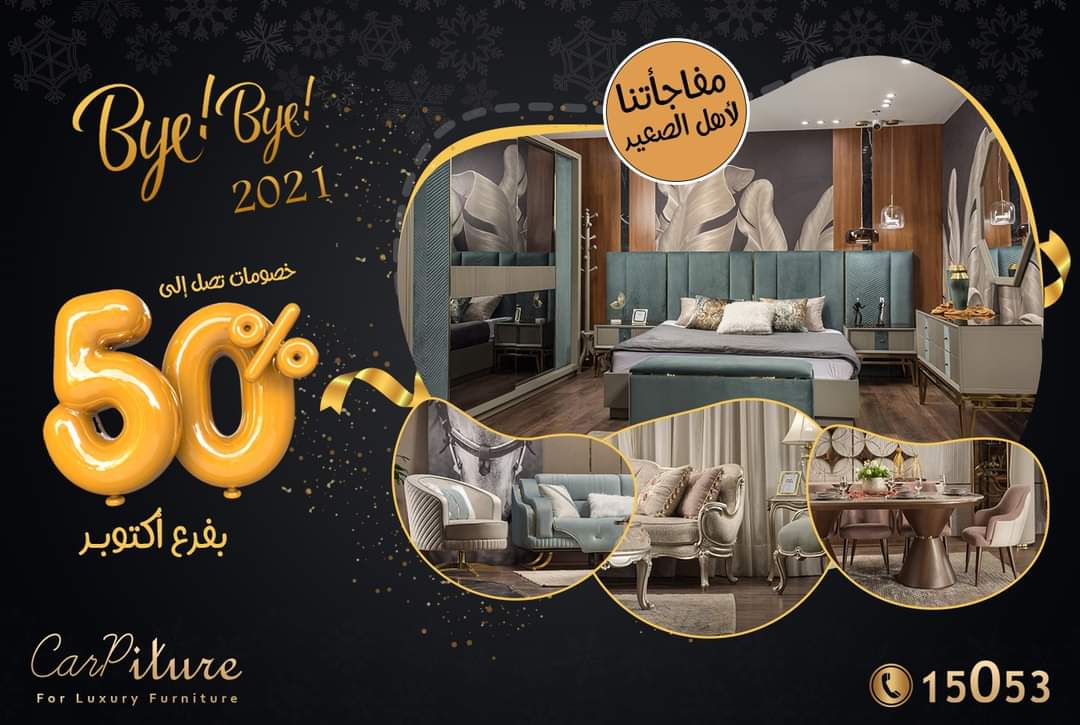 Bye! Bye!
2021
خصومات تصل إلى
50%
بفرع أكتوبر
مفاجأتنا
لأهل الصعيد
CarPiture
For Luxury Furniture
15053